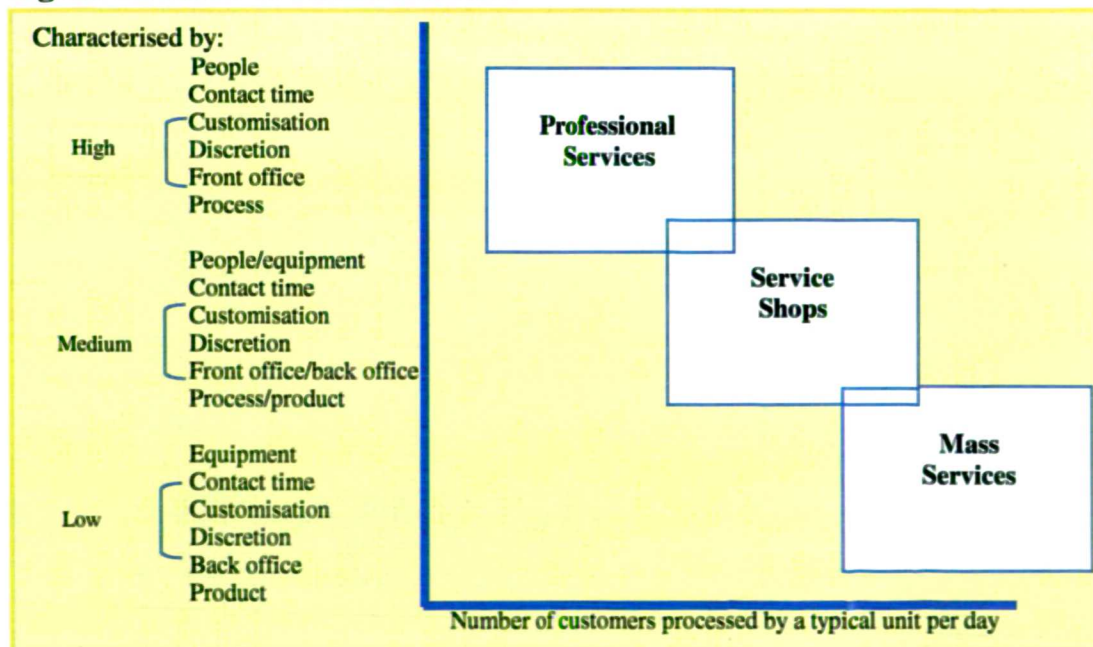 Characterised by:
People
Contact time
Customisation
High
Discretion
Front office
Process
People/equipment
Contact time
Customisation
Medium
Discretion
Front office/back office
Process/product
Equipment
Contact time
Customisation
Low
Discretion
Back office
Product
Professional
Services
Service
Shops
Mass
Services
Number of customers processed by a typical unit per day